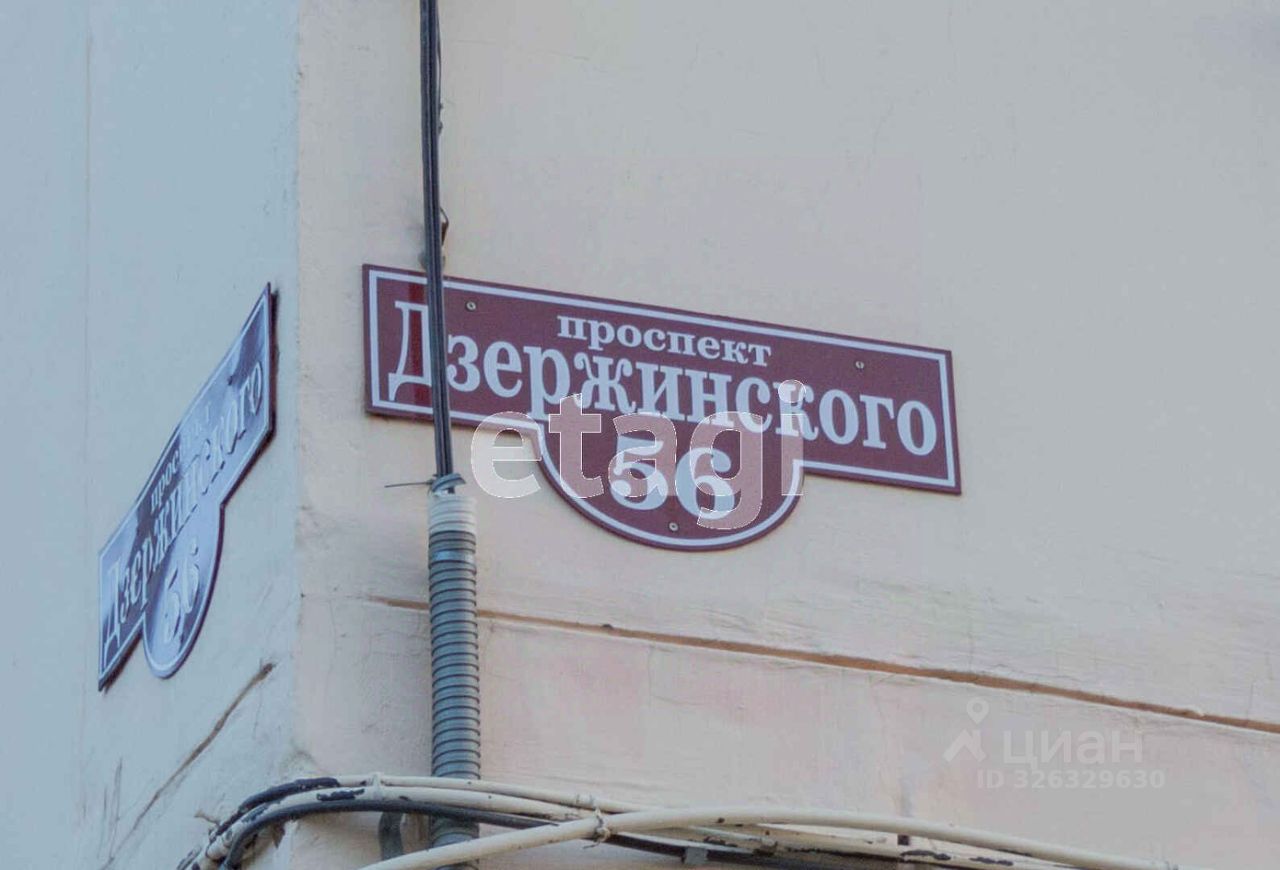 проспект
Дзержинского
56
проспект
Дзержинского
56
etagi
циан
ID 326329630